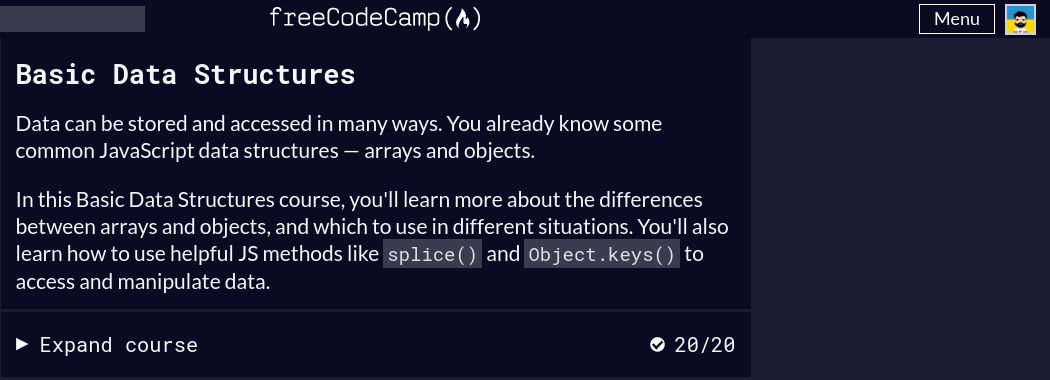 freeCodeCamp(🔥)
Menu
Basic Data Structures
Data can be stored and accessed in many ways. You already know some
common JavaScript data structures — arrays and objects.
In this Basic Data Structures course, you'll learn more about the differences
between arrays and objects, and which to use in different situations. You'll also
learn how to use helpful JS methods like splice() and Object.keys() to
access and manipulate data.
Expand course
20/20